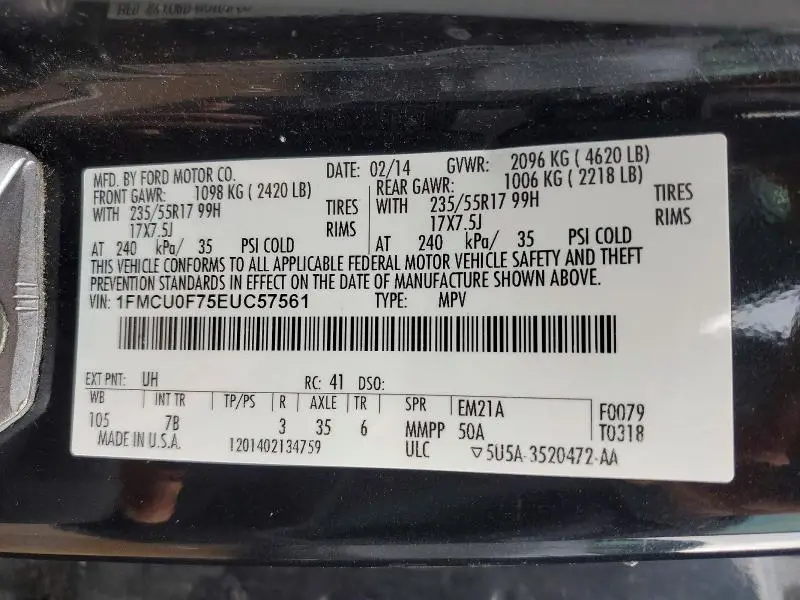 MFD. BY FORD MOTOR CO. DATE: 02/14 GVWR: 2096 KG ( 4620 LB)
FRONT GAWR: 1098 KG ( 2420 LB) REAR GAWR: 1006 KG ( 2218 LB)
WITH 235/55R17 99H TIRES WITH 235/55R17 99H TIRES
17X7.5J RIMS 17X7.5J RIMS
AT 240 kPa/ 35 PSI COLD AT 240 kPa/ 35 PSI COLD
THIS VEHICLE CONFORMS TO ALL APPLICABLE FEDERAL MOTOR VEHICLE SAFETY AND THEFT
PREVENTION STANDARDS IN EFFECT ON THE DATE OF MANUFACTURE SHOWN ABOVE.
VIN: 1FMCU0F75EUC57561 TYPE: MPV
EXT PNT: UH RC: 41 DSO:
WB INT TR TP/PS R AXLE TR SPR EM21A F0079
105 7B 3 35 6 MMPP 50A T0318
MADE IN U.S.A. 1201402134759 ULC ▽5U5A-3520472-AA